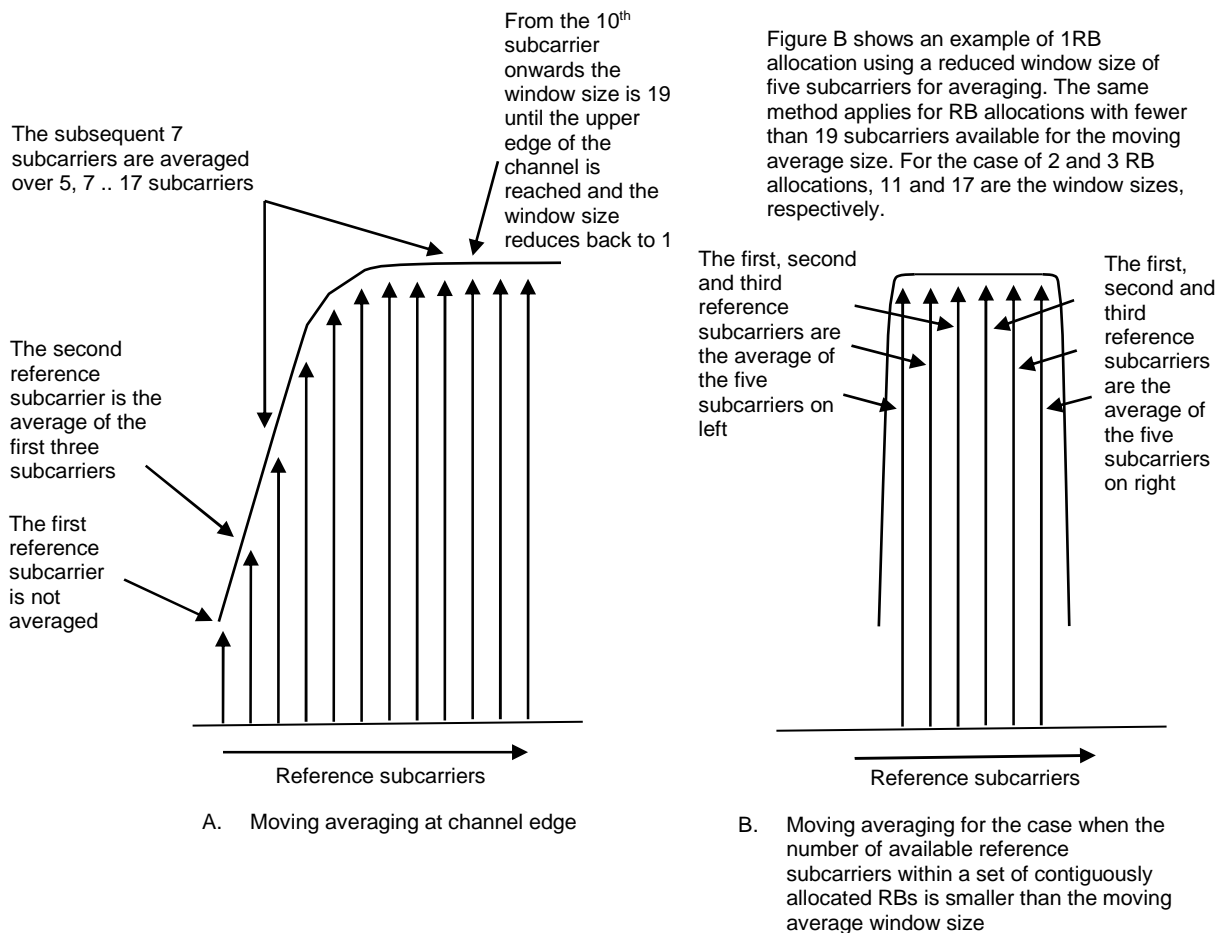 From the 10th
subcarrier
onwards the
window size is 19
until the upper
edge of the
channel is
reached and the
window size
reduces back to 1
The subsequent 7
subcarriers are averaged
over 5, 7 .. 17 subcarriers
The second
reference
subcarrier is the
average of the
first three
subcarriers
The first
reference
subcarrier
is not
averaged
Reference subcarriers
A. Moving averaging at channel edge
Figure B shows an example of 1RB
allocation using a reduced window size of
five subcarriers for averaging. The same
method applies for RB allocations with fewer
than 19 subcarriers available for the moving
average size. For the case of 2 and 3 RB
allocations, 11 and 17 are the window sizes,
respectively.
The first, second
and third
reference
subcarriers are
the average of
the five
subcarriers on
left
The first,
second and
third
reference
subcarriers
are the
average of
the five
subcarriers
on right
Reference subcarriers
B. Moving averaging for the case when the
number of available reference
subcarriers within a set of contiguously
allocated RBs is smaller than the moving
average window size